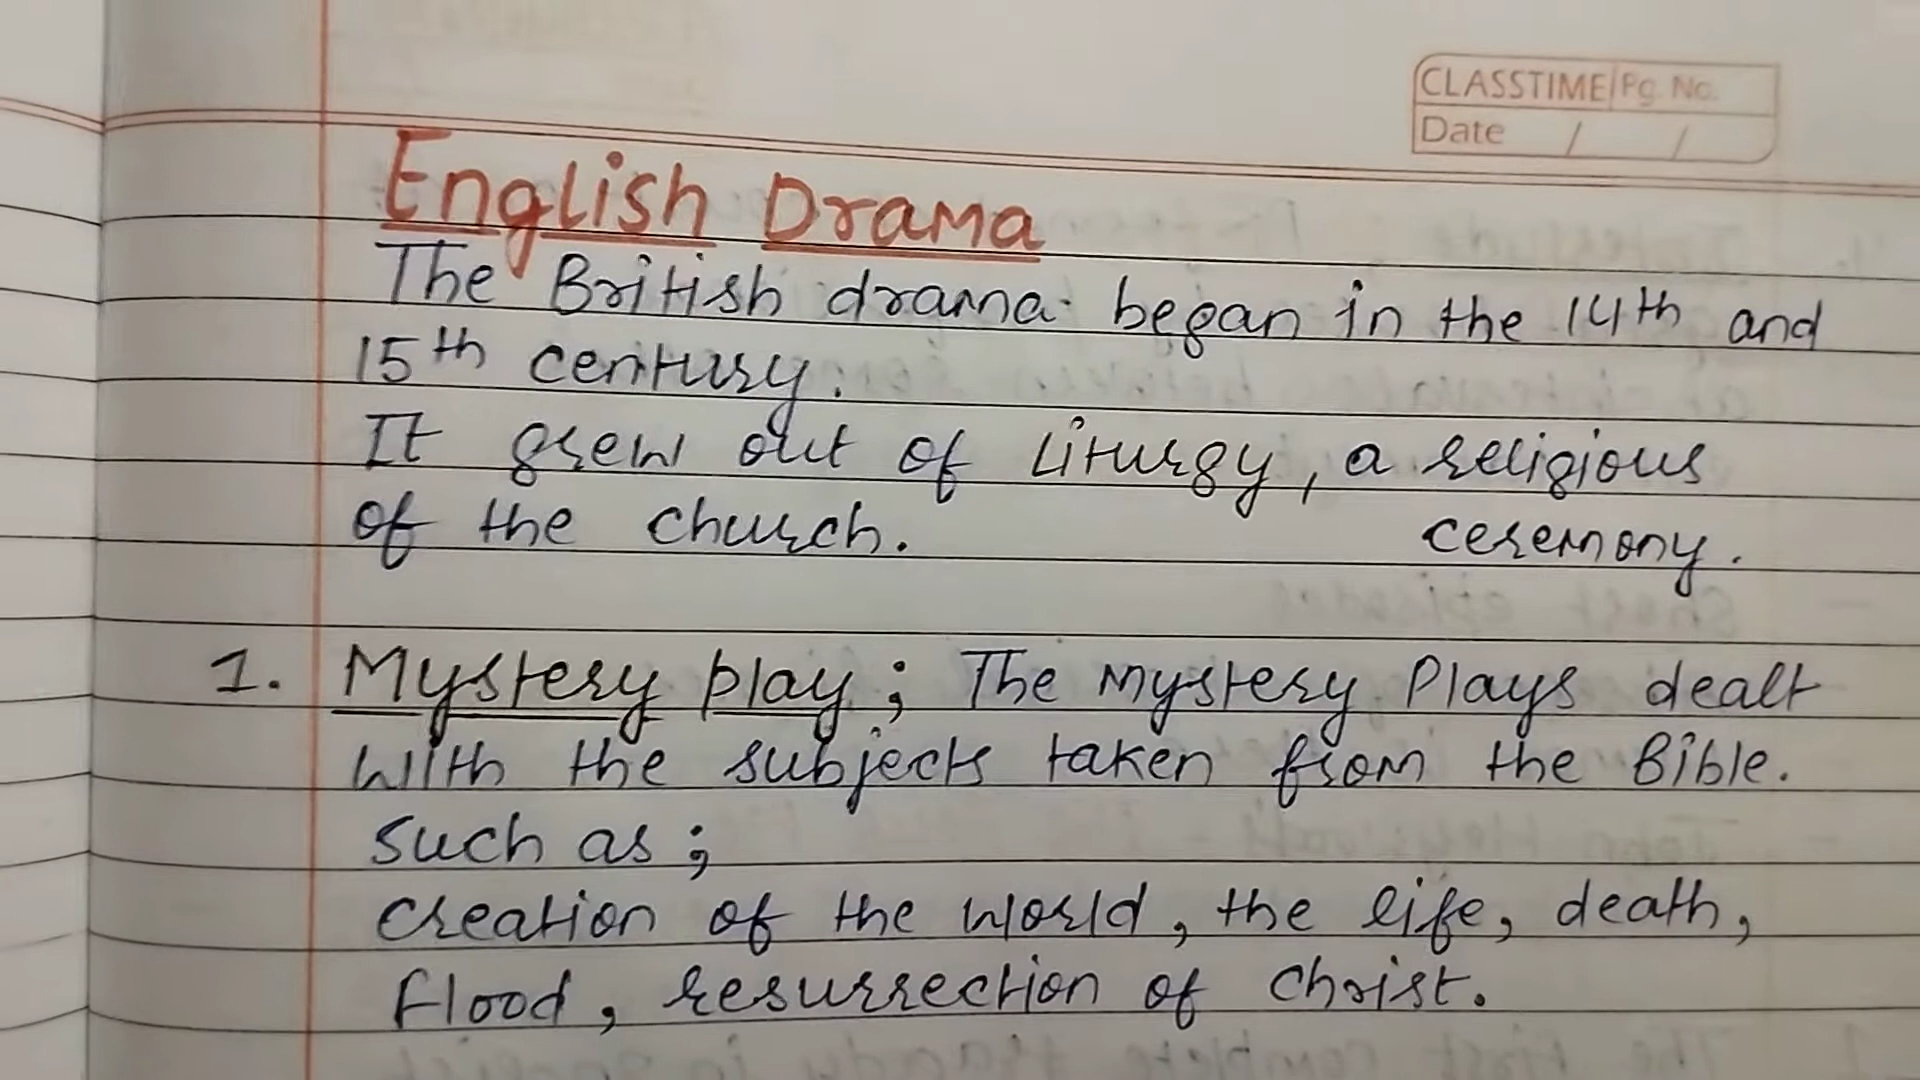 CLASSTIME Pg. No.
Date / /
English Drama
The British drama began in the 14th and
15th century.
It grew out of Liturgy, a religious
of the church. ceremony.
1. Mystery play ; The Mystery Plays dealt
with the subjects taken from the Bible.
such as ;
creation of the world, the life, death,
flood, resurrection of Christ.